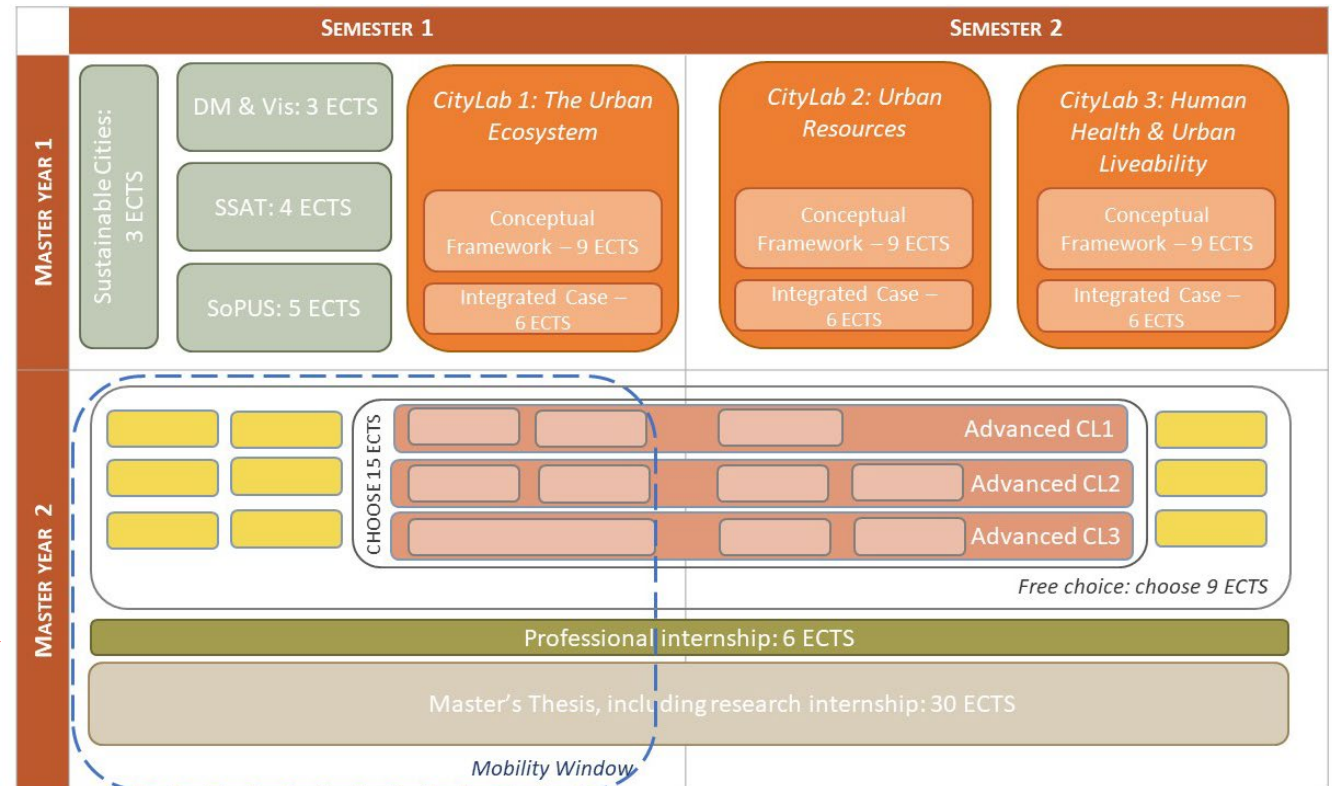 SEMESTER 1
SEMESTER 2
MASTER YEAR 1
Sustainable Cities:
3 ECTS
DM & Vis: 3 ECTS
SSAT: 4 ECTS
SoPUS: 5 ECTS
CityLab 1: The Urban
Ecosystem
Conceptual
Framework – 9 ECTS
Integrated Case –
6 ECTS
CityLab 2: Urban
Resources
Conceptual
Framework – 9 ECTS
Integrated Case –
6 ECTS
CityLab 3: Human
Health & Urban
Liveability
Conceptual
Framework – 9 ECTS
Integrated Case –
6 ECTS
MASTER YEAR 2
CHOOSE 15 ECTS
Advanced CL1
Advanced CL2
Advanced CL3
Free choice: choose 9 ECTS
Professional internship: 6 ECTS
Master's Thesis, including research internship: 30 ECTS
Mobility Window